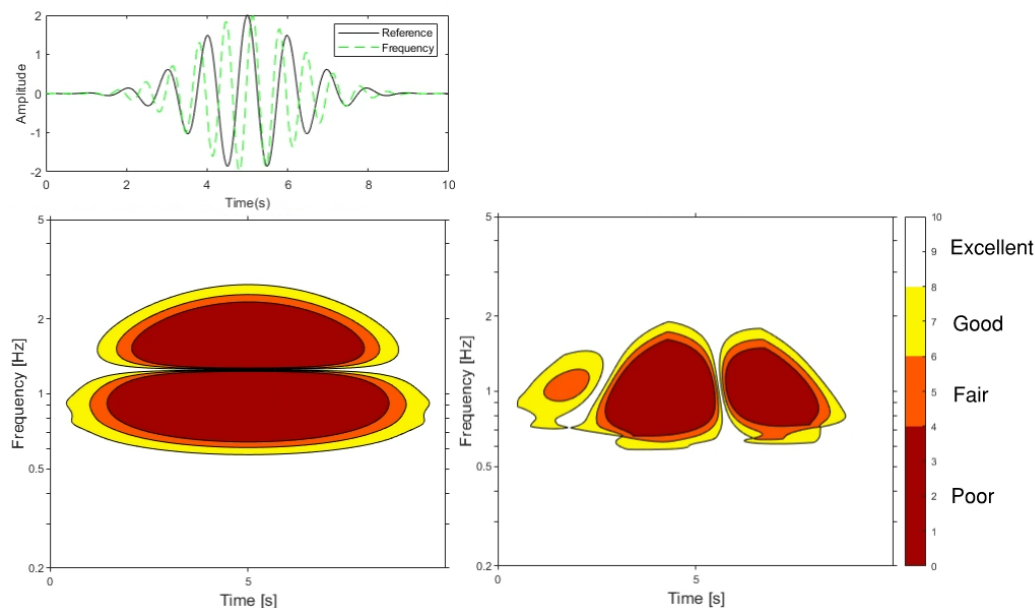 2
1
0
-1
-2
Amplitude
Reference
Frequency
0 2 4 6 8 10
Time(s)
5
2
1
0.5
0.2
Frequency [Hz]
0 5
Time [s]
5
2
1
0.5
0.2
Frequency [Hz]
0 5
Time [s]
10
9
8
7
6
5
4
3
2
1
0
Excellent
Good
Fair
Poor